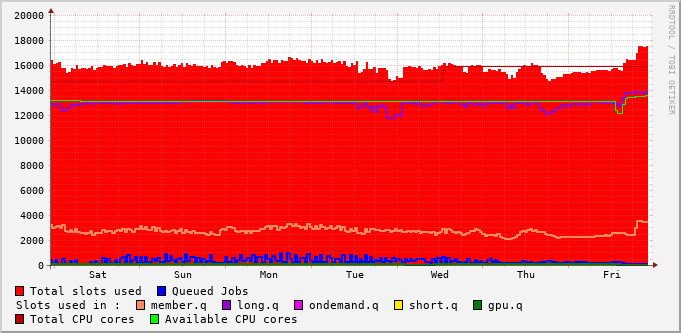 20000
18000
16000
14000
12000
10000
8000
6000
4000
2000
0
Sat Sun Mon Tue Wed Thu Fri
RRDTOOL / TOBI OETIKER
Total slots used Queued Jobs
Slots used in : member.q long.q ondemand.q short.q gpu.q
Total CPU cores Available CPU cores